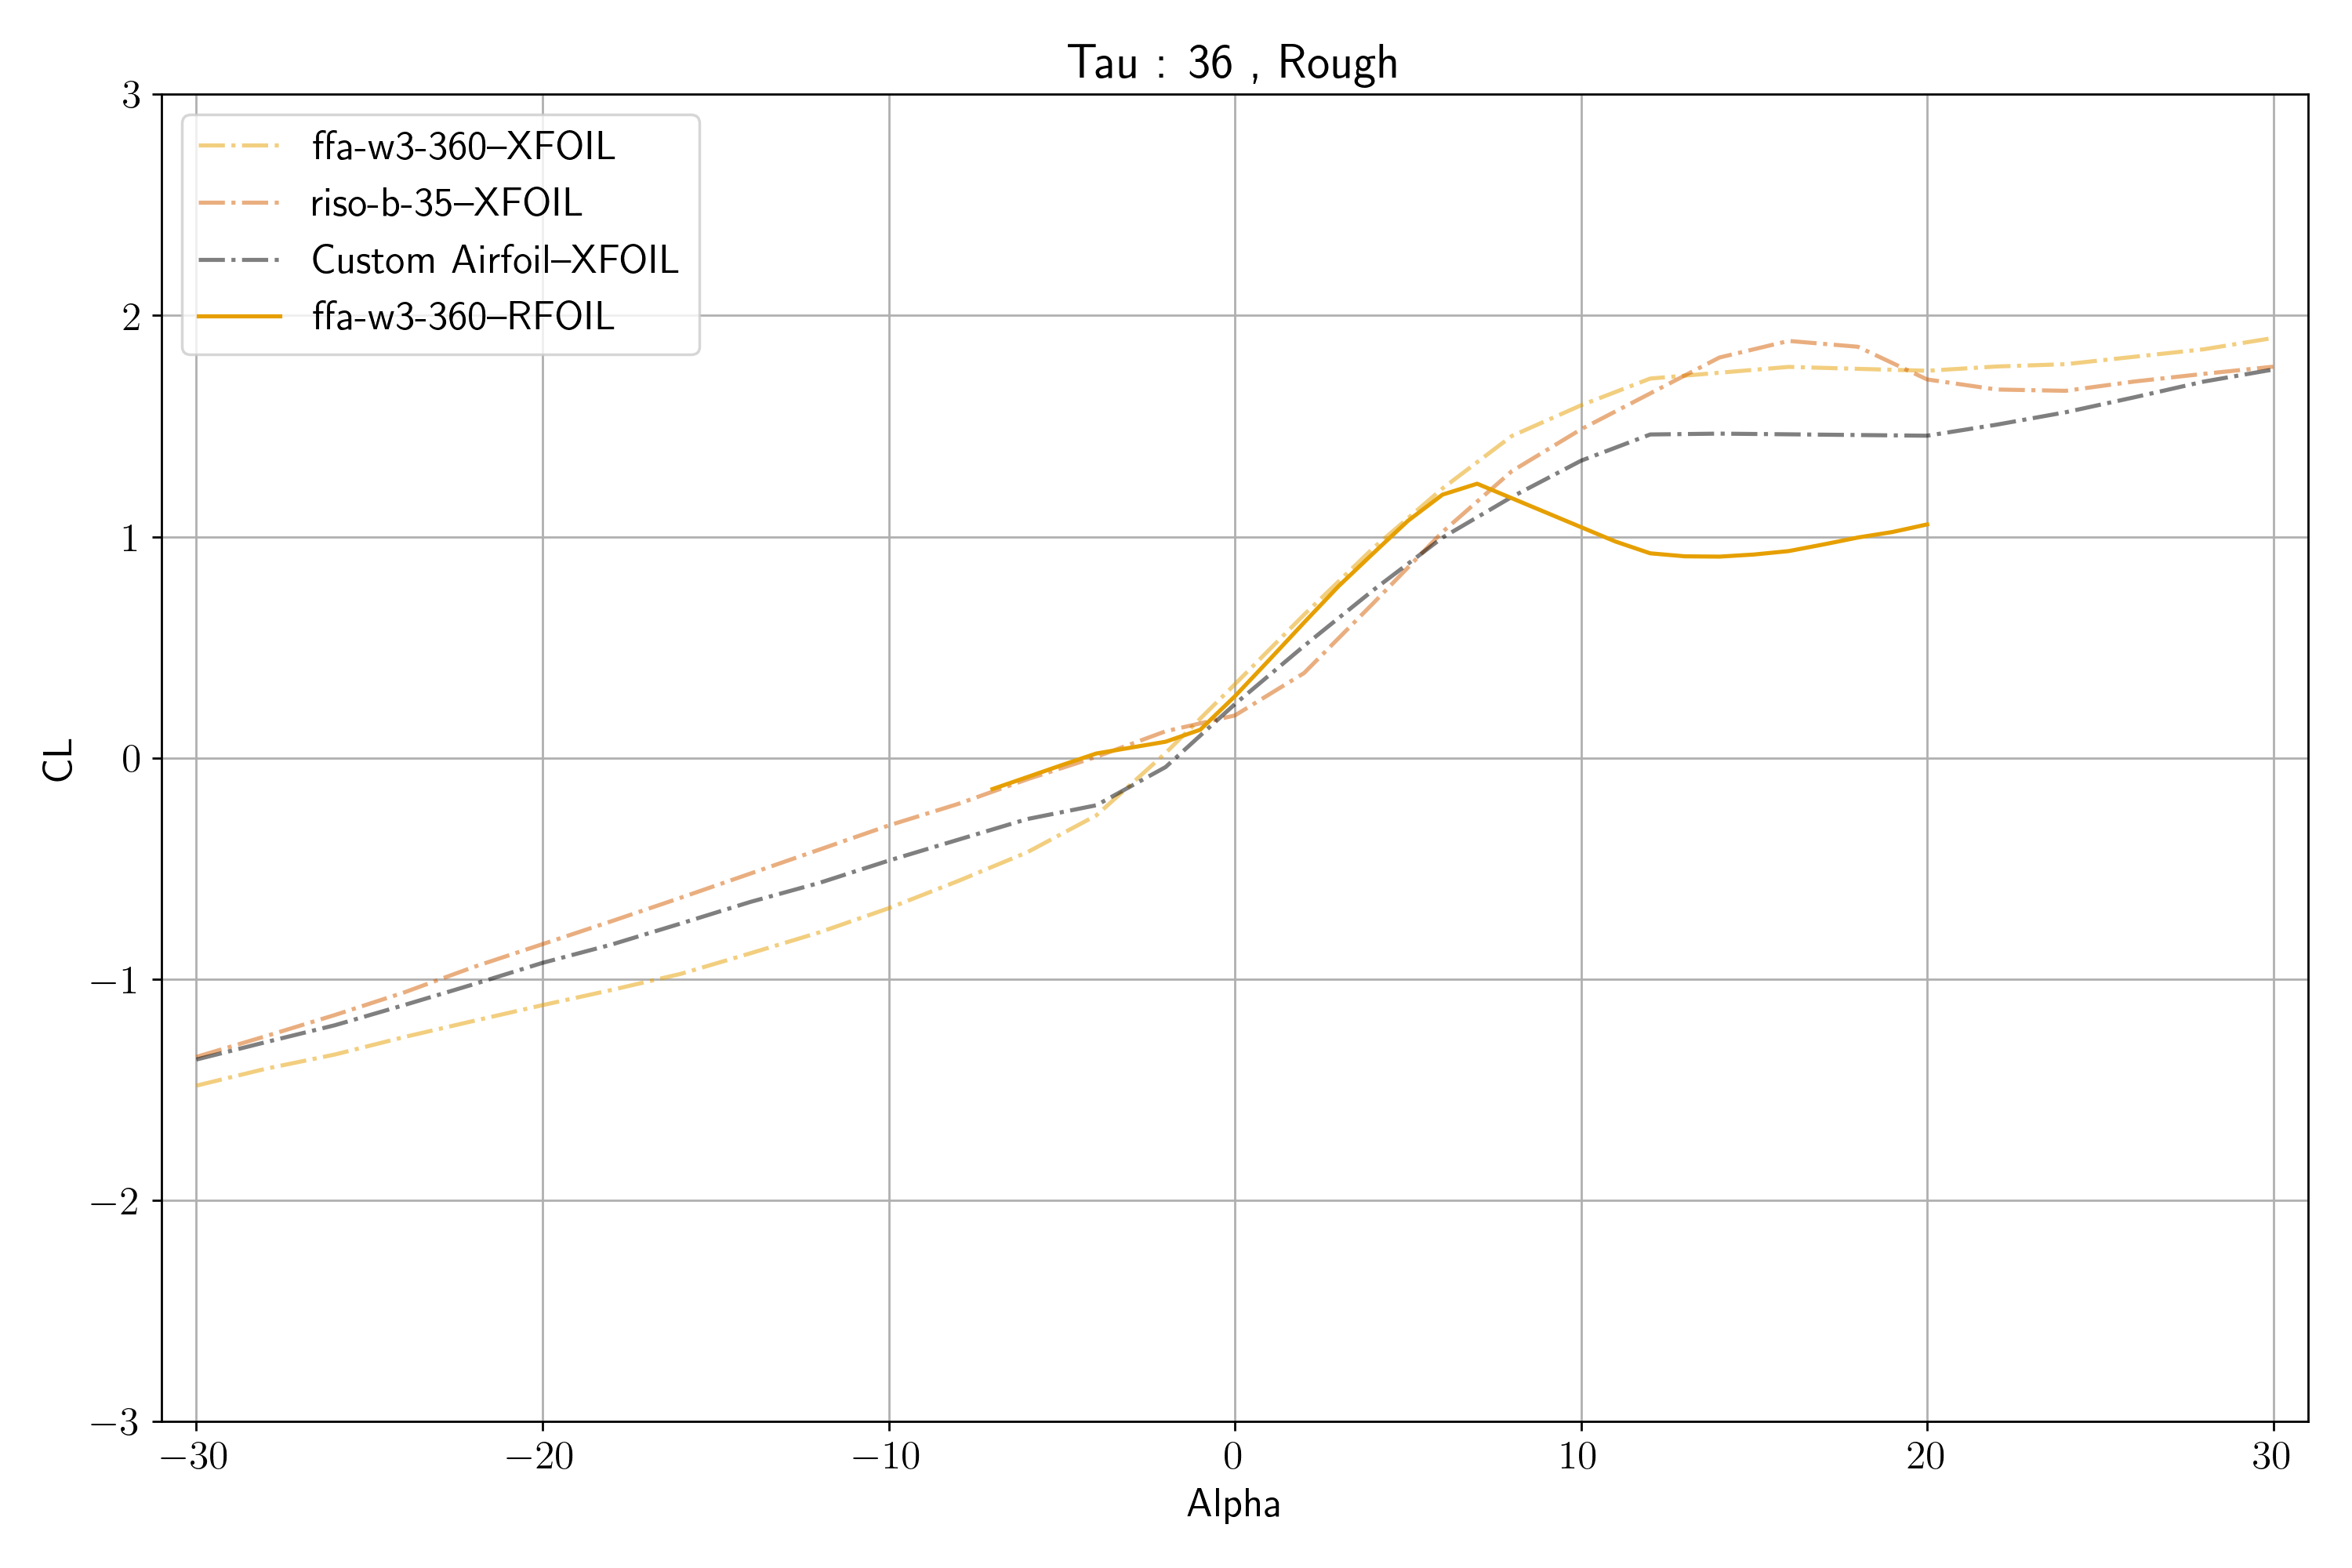 Tau : 36 , Rough
3
ffa-w3-360–XFOIL
riso-b-35–XFOIL
Custom Airfoil–XFOIL
ffa-w3-360–RFOIL
2
1
CL
0
−1
−2
−3
−30 −20 −10 0 10 20 30
Alpha